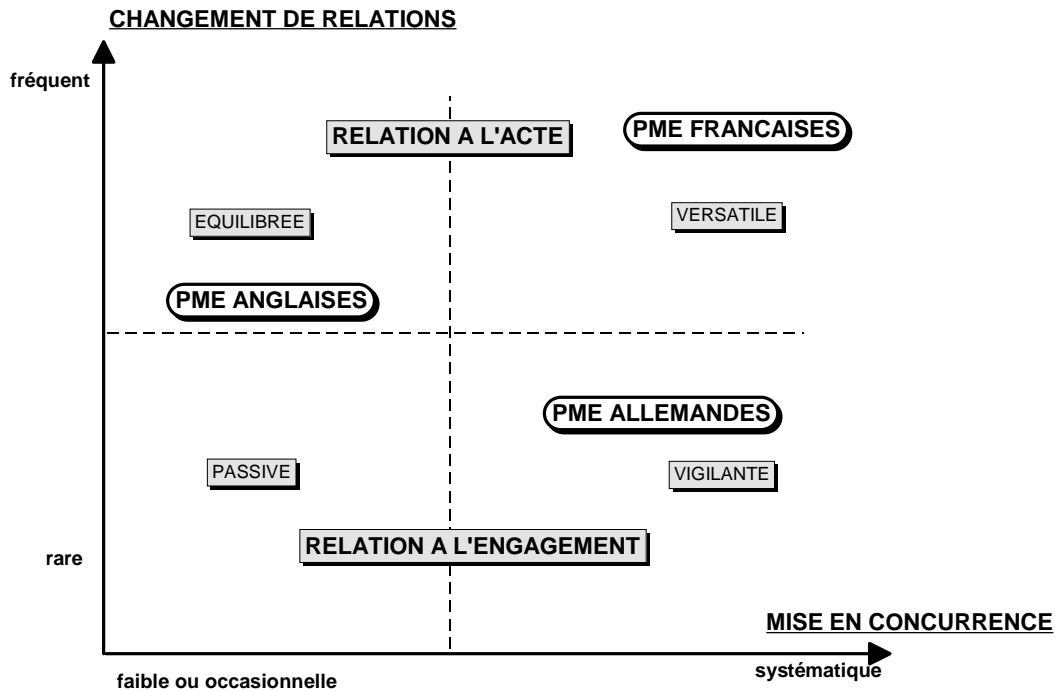 CHANGEMENT DE RELATIONS
fréquent
RELATION A L'ACTE
PME FRANCAISES
EQUILIBREE
VERSATILE
PME ANGLAISES
PME ALLEMANDES
PASSIVE
VIGILANTE
RELATION A L'ENGAGEMENT
rare
MISE EN CONCURRENCE
systématique
faible ou occasionnelle